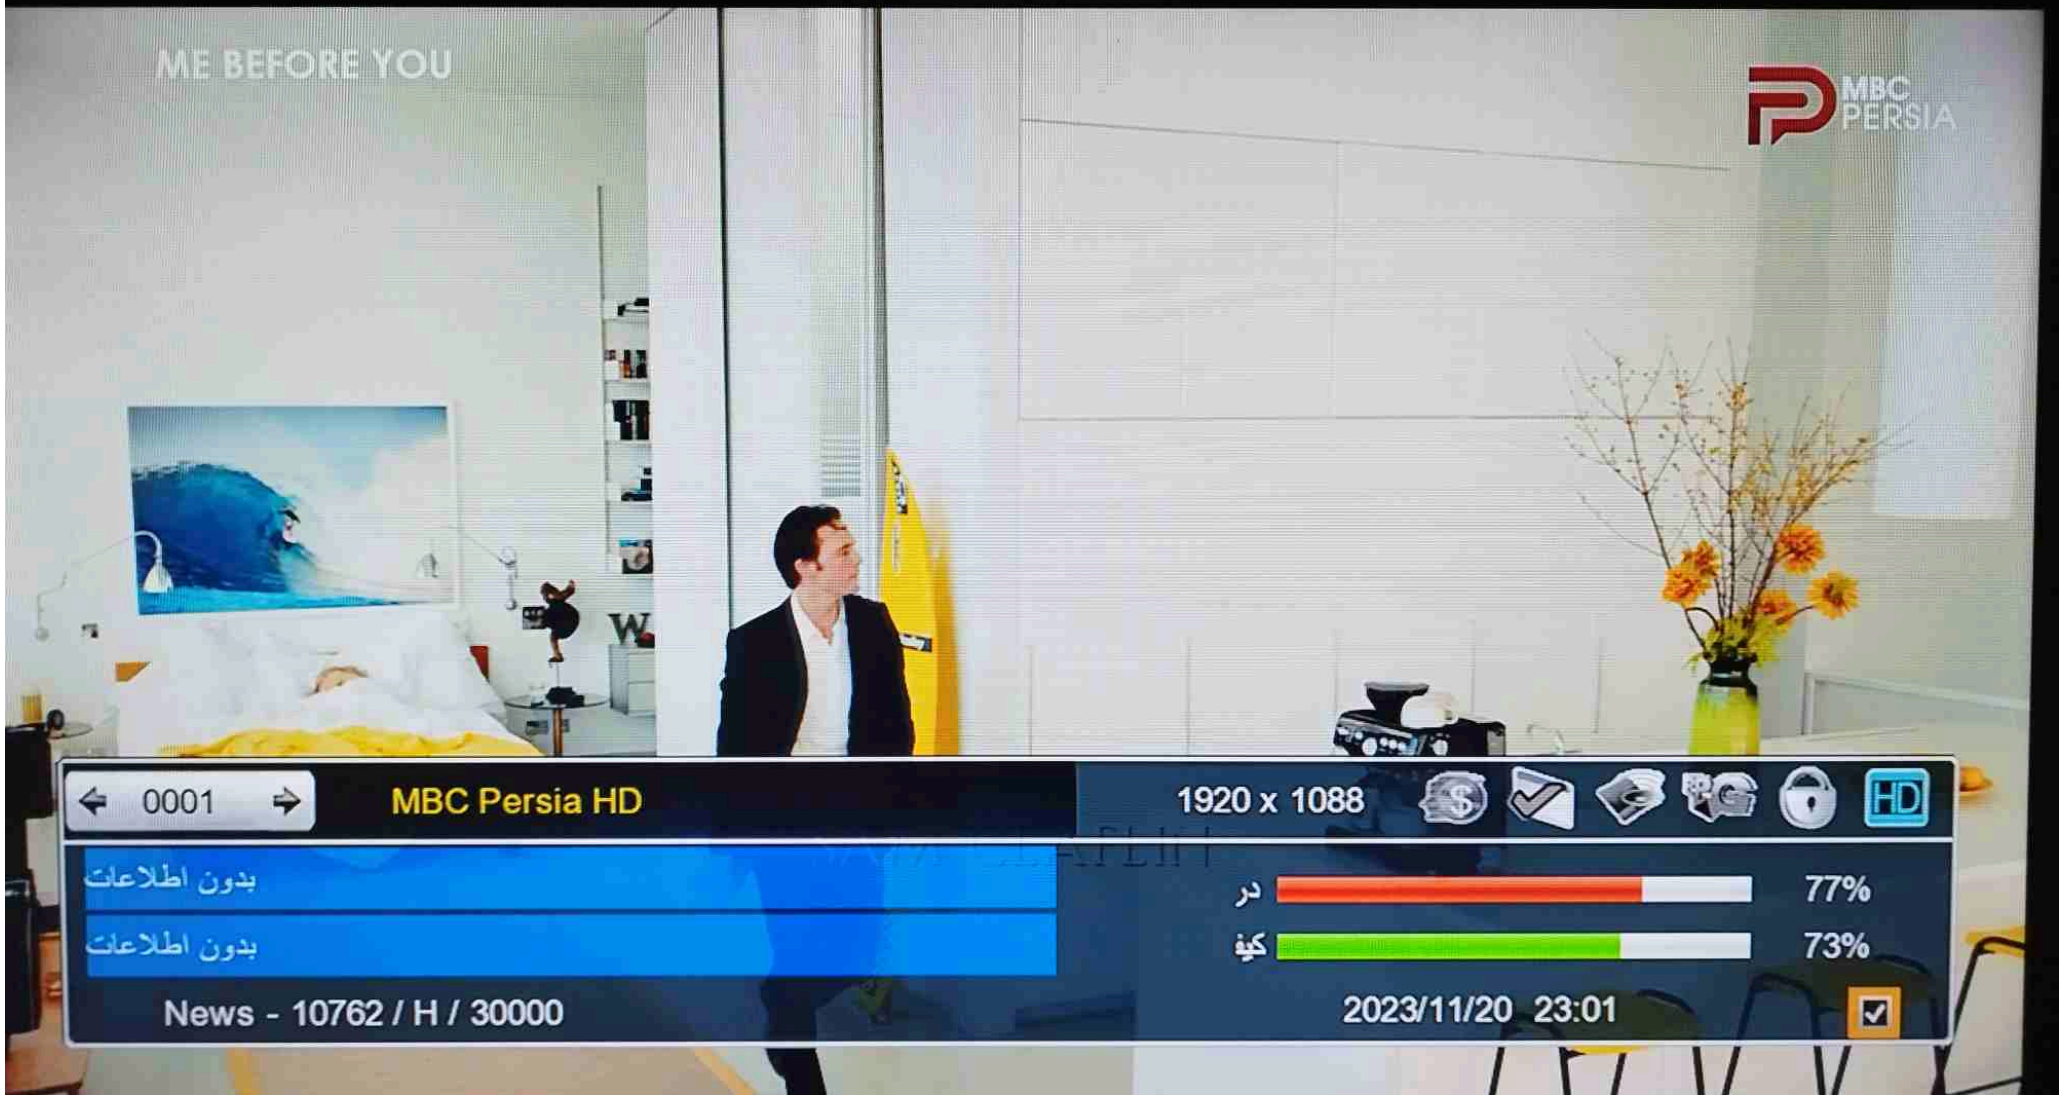 ME BEFORE YOU
MBC
PERSIA
W
0001
MBC Persia HD
1920 x 1088
$
G
HD
بدون اطلاعات
در
77%
بدون اطلاعات
کیف
73%
News - 10762 / H / 30000
2023/11/20 23:01